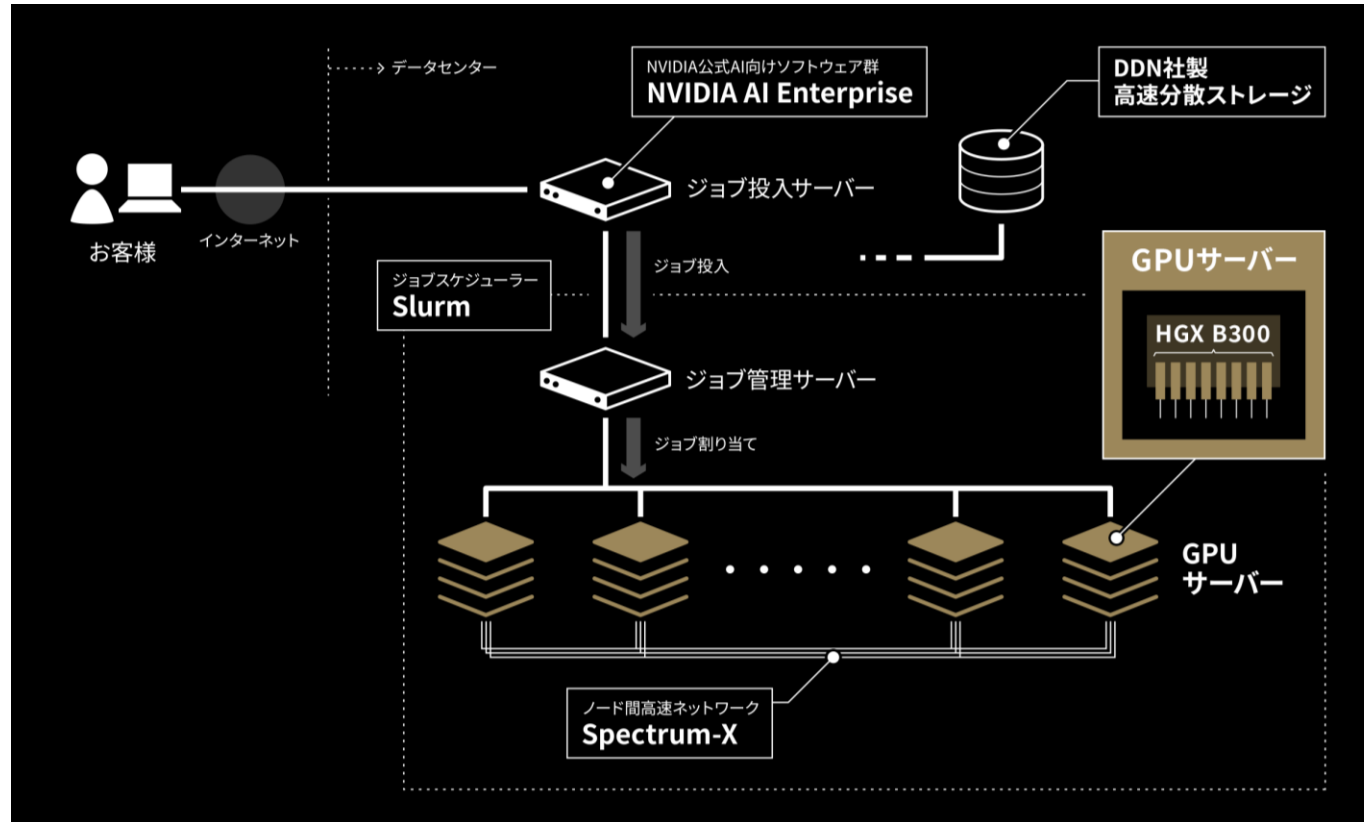 データセンター
NVIDIA公式AI向けソフトウェア群
NVIDIA AI Enterprise
DDN社製
高速分散ストレージ
ジョブ投入サーバー
お客様
インターネット
ジョブ投入
ジョブスケジューラー
Slurm
GPUサーバー
HGX B300
ジョブ管理サーバー
ジョブ割り当て
GPU
サーバー
ノード間高速ネットワーク
Spectrum-X